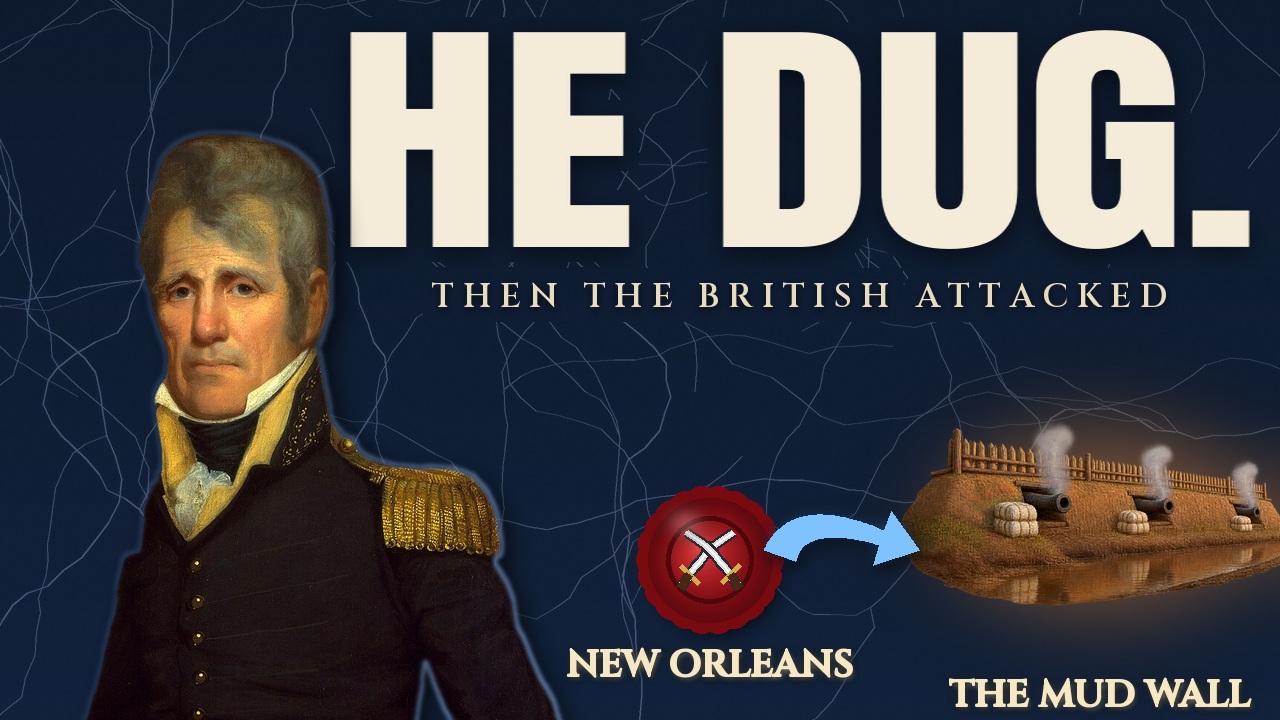 HE DUG.
THEN THE BRITISH ATTACKED
NEW ORLEANS
THE MUD WALL